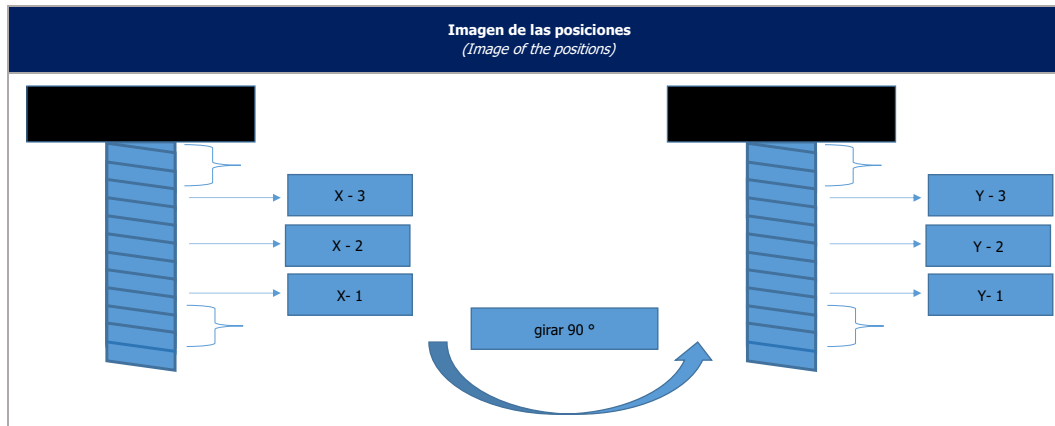 Imagen de las posiciones
(Image of the positions)
X - 3
Y - 3
X - 2
Y - 2
X- 1
Y- 1
girar 90 °